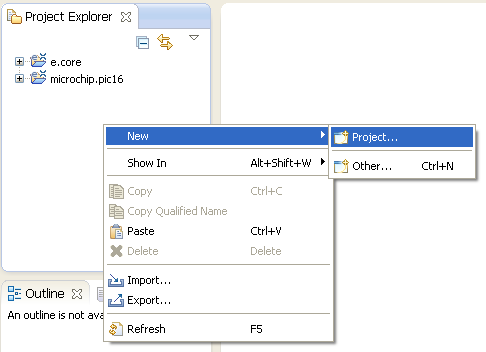 Project Explorer
e.core
microchip.pic16
New
Project...
Show In Alt+Shift+W
Other... Ctrl+N
Copy Ctrl+C
Copy Qualified Name
Paste Ctrl+V
Delete Delete
Import...
Export...
Outline
An outline is not ava
Refresh F5